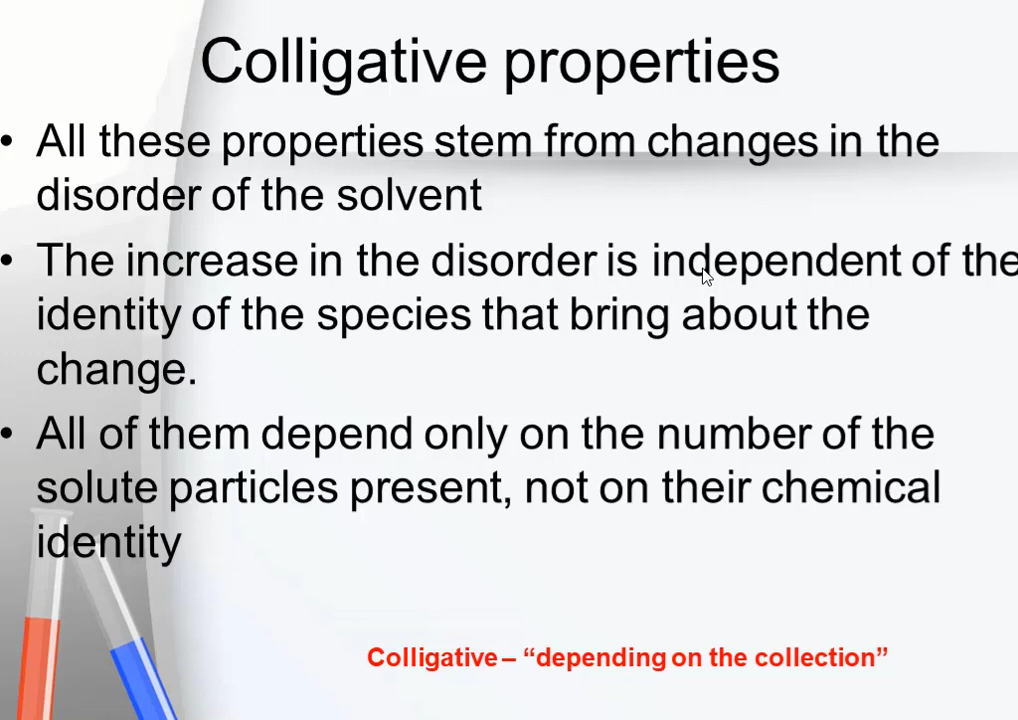 Colligative properties
• All these properties stem from changes in the
disorder of the solvent
• The increase in the disorder is independent of the
identity of the species that bring about the
change.
• All of them depend only on the number of the
solute particles present, not on their chemical
identity
Colligative – “depending on the collection”